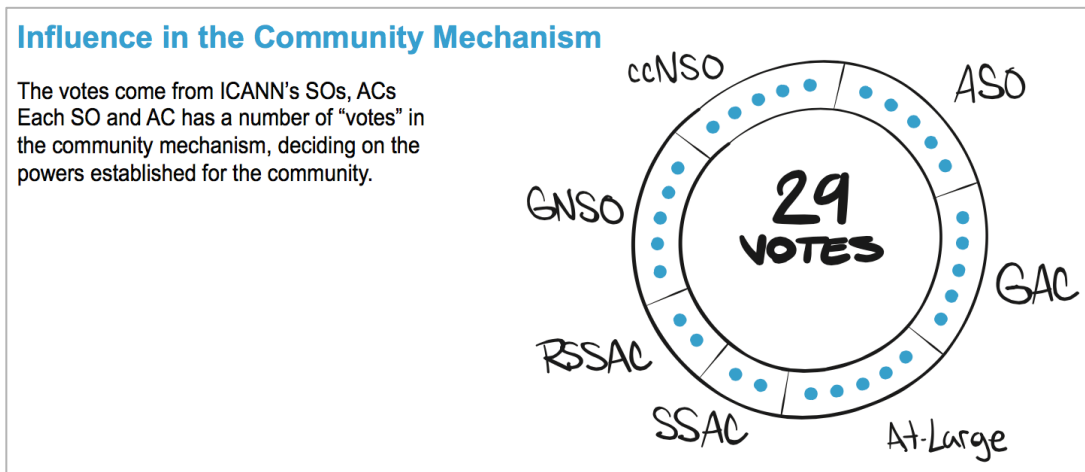 Influence in the Community Mechanism
The votes come from ICANN's SOs, ACs
Each SO and AC has a number of “votes” in
the community mechanism, deciding on the
powers established for the community.
ccNSO
ASO
GNSO
29
VOTES
GAC
RSSAC
SSAC
At-Large